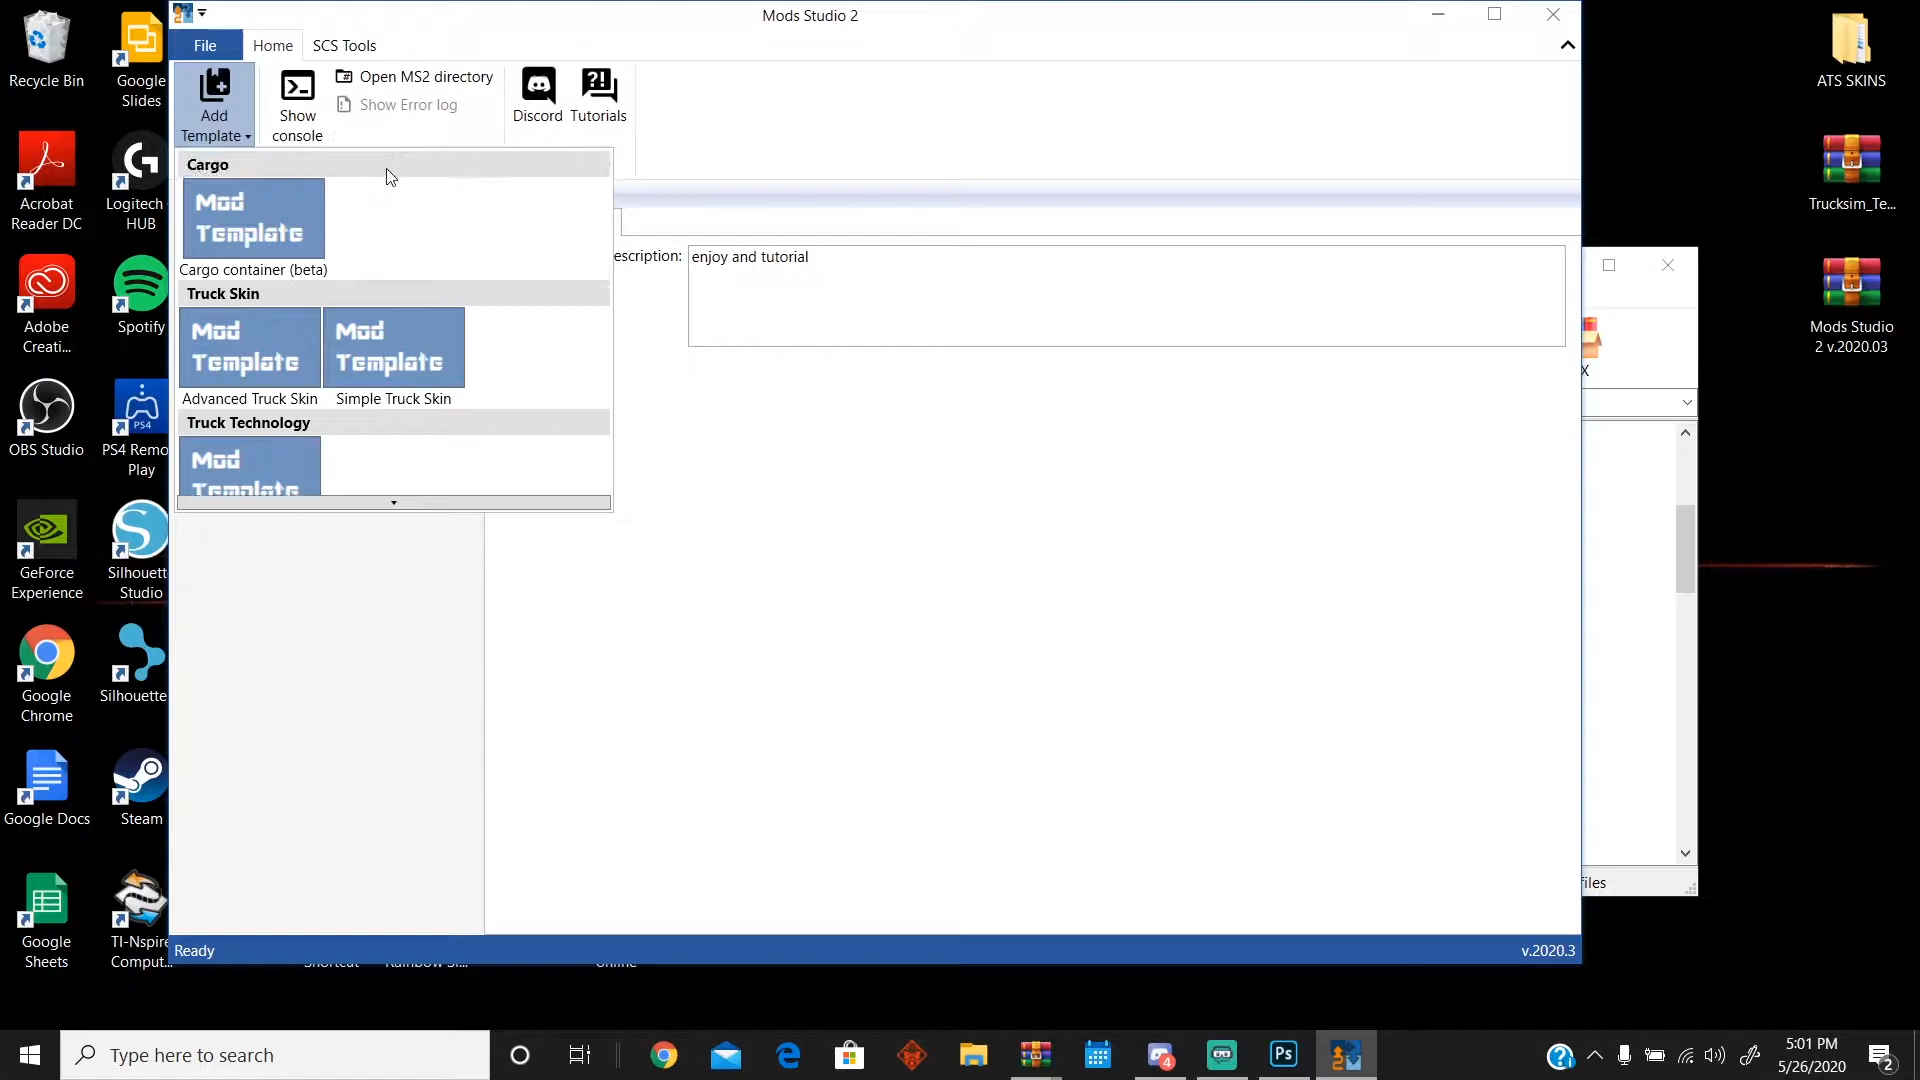 Mods Studio 2
File
Home
SCS Tools
Add
Template
Show
console
Open MS2 directory
Show Error log
Discord
Tutorials
Cargo
Mod
Template
Cargo container (beta)
Truck Skin
Mod
Template
Mod
Template
Advanced Truck Skin
Simple Truck Skin
Truck Technology
Mod
Template
escription:
enjoy and tutorial
X
files
Ready
v.2020.3
Recycle Bin
Google
Slides
Acrobat
Reader DC
Logitech
HUB
Adobe
Creati...
Spotify
OBS Studio
PS4
PS4 Remo
Play
GeForce
Experience
Silhouett
Studio
Google
Chrome
Silhouette
Google Docs
Steam
Google
Sheets
TI-Nspire
Comput...
ATS SKINS
Trucksim_Te...
Mods Studio
2 v.2020.03
Type here to search
4
Ps
5:01 PM
5/26/2020
2